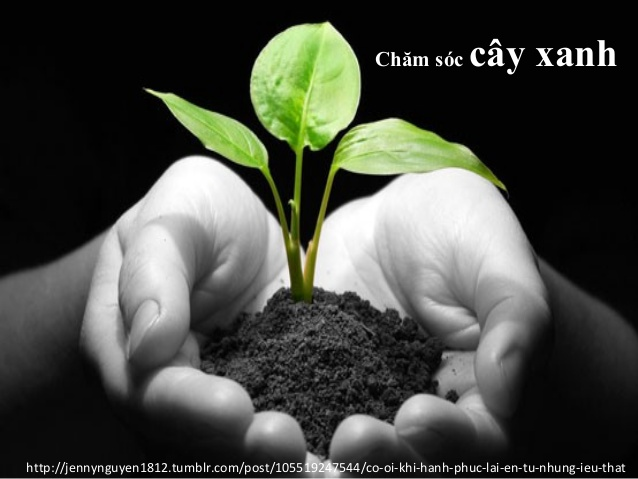 Chăm sóc cây xanh
http://jennynguyen1812.tumblr.com/post/105519247544/co-oi-khi-hanh-phuc-lai-en-tu-nhung-ieu-that